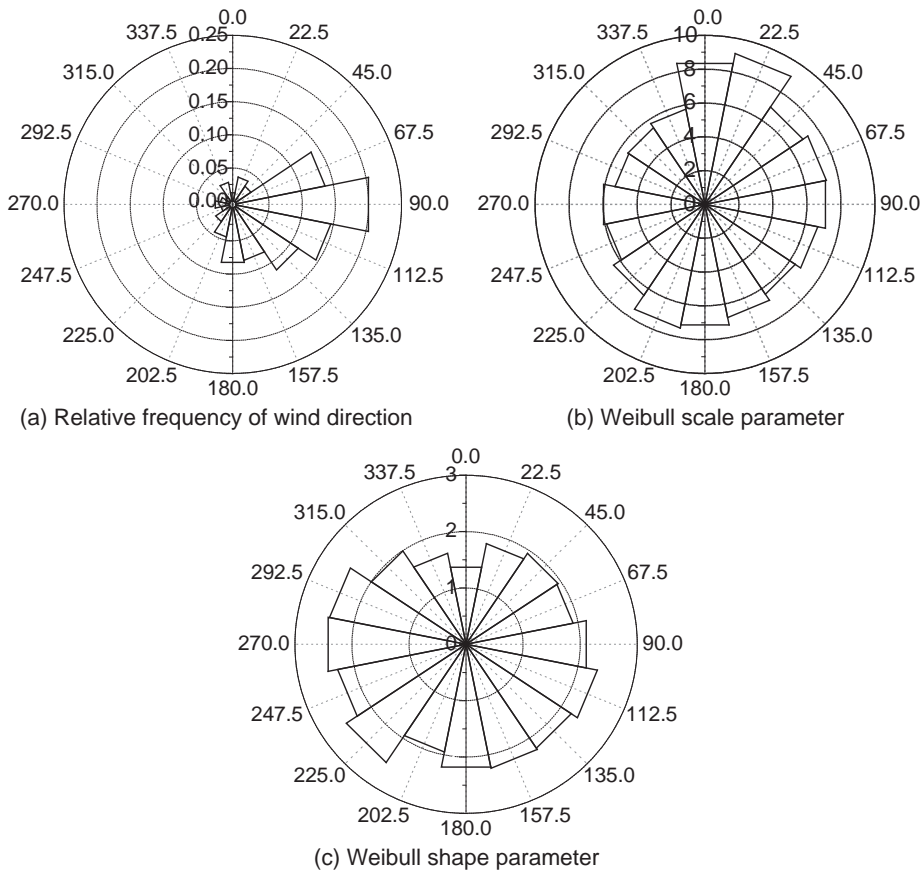 0.0
337.5 0.25 22.5
315.0 0.20 45.0
0.15
292.5 0.10 67.5
0.05
270.0 0.00 90.0
247.5 112.5
225.0 135.0
202.5 157.5
180.0
(a) Relative frequency of wind direction
0.0
337.5 10 22.5
315.0 8 45.0
6
292.5 4 67.5
2
270.0 0 90.0
247.5 112.5
225.0 135.0
202.5 157.5
180.0
(b) Weibull scale parameter
0.0
337.5 3 22.5
315.0 45.0
2
292.5 67.5
1
270.0 0 90.0
247.5 112.5
225.0 135.0
202.5 157.5
180.0
(c) Weibull shape parameter